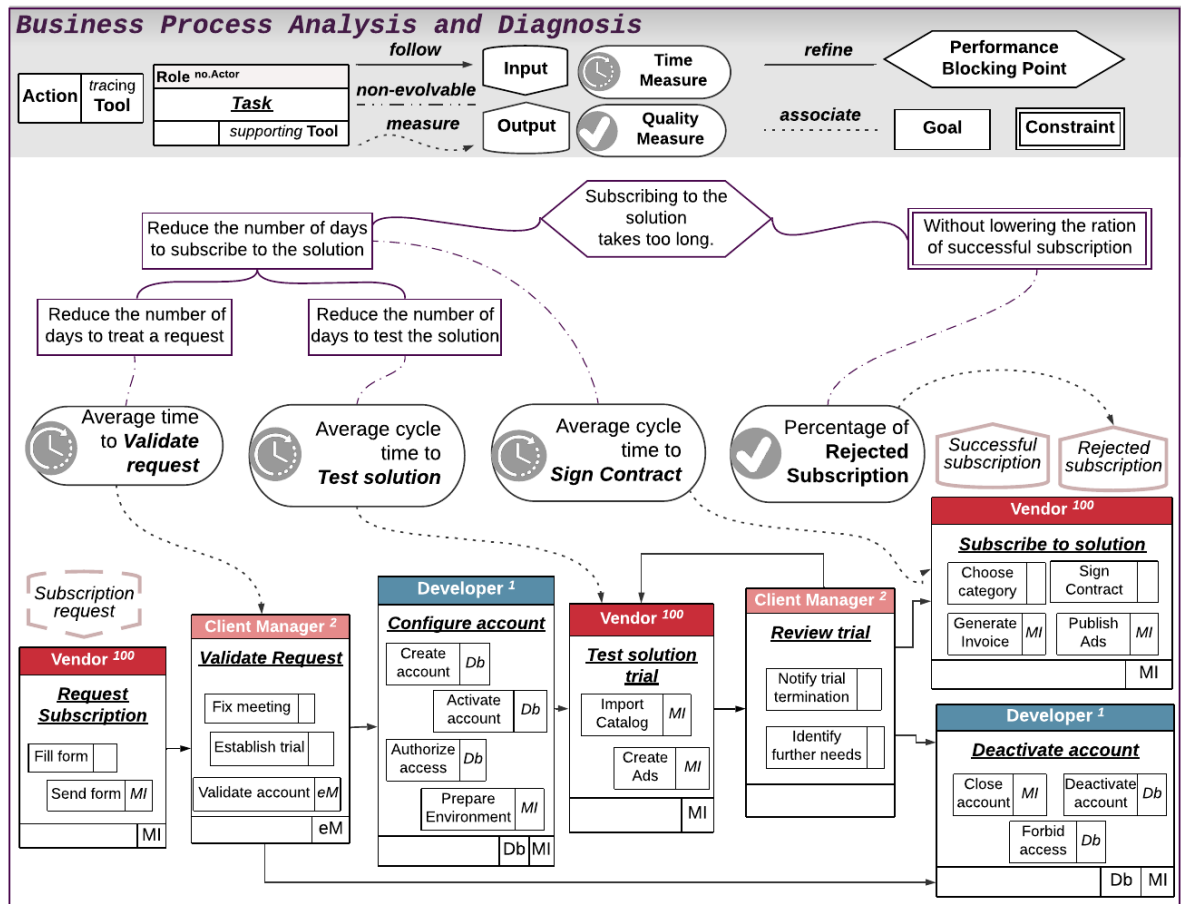 Business Process Analysis and Diagnosis
Action
tracing
Tool
Role no.Actor
Task
supporting Tool
follow
non-evolvable
measure
Input
Output
Time
Measure
Quality
Measure
refine
associate
Performance
Blocking Point
Goal
Constraint
Subscribing to the
solution
takes too long.
Reduce the number of days
to subscribe to the solution
Without lowering the ration
of successful subscription
Reduce the number of
days to treat a request
Reduce the number of
days to test the solution
Average time
to Validate
request
Average cycle
time to
Test solution
Average cycle
time to
Sign Contract
Percentage of
Rejected
Subscription
Successful
subscription
Rejected
subscription
Subscription
request
Vendor 100
Request
Subscription
Fill form
Send form MI
MI
Client Manager 2
Validate Request
Fix meeting
Establish trial
Validate account eM
eM
Developer 1
Configure account
Create
account Db
Activate
account Db
Authorize
access Db
Prepare
Environment MI
Db MI
Vendor 100
Test solution
trial
Import
Catalog MI
Create
Ads MI
MI
Client Manager 2
Review trial
Notify trial
termination
Identify
further needs
Vendor 100
Subscribe to solution
Choose
category
Sign
Contract
Generate
Invoice MI
Publish
Ads MI
MI
Developer 1
Deactivate account
Close
account MI
Deactivate
account Db
Forbid
access Db
Db MI